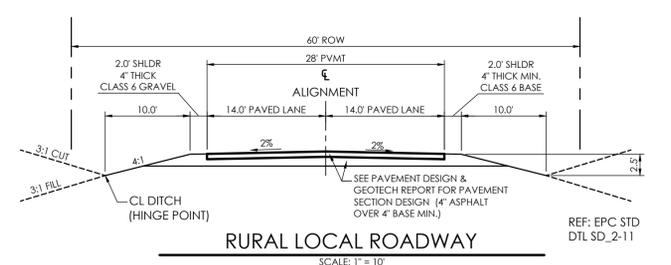 60' ROW
28' PVMT
2.0' SHLDR
4" THICK
CLASS 6 GRAVEL
℄
ALIGNMENT
2.0' SHLDR
4" THICK MIN.
CLASS 6 BASE
10.0'
14.0' PAVED LANE
14.0' PAVED LANE
10.0'
3:1 CUT
4:1
2%
2%
2.5'
3:1 FILL
CL DITCH
(HINGE POINT)
SEE PAVEMENT DESIGN &
GEOTECH REPORT FOR PAVEMENT
SECTION DESIGN (4" ASPHALT
OVER 4" BASE MIN.)
REF: EPC STD
DTL SD_2-11
RURAL LOCAL ROADWAY
SCALE: 1" = 10'